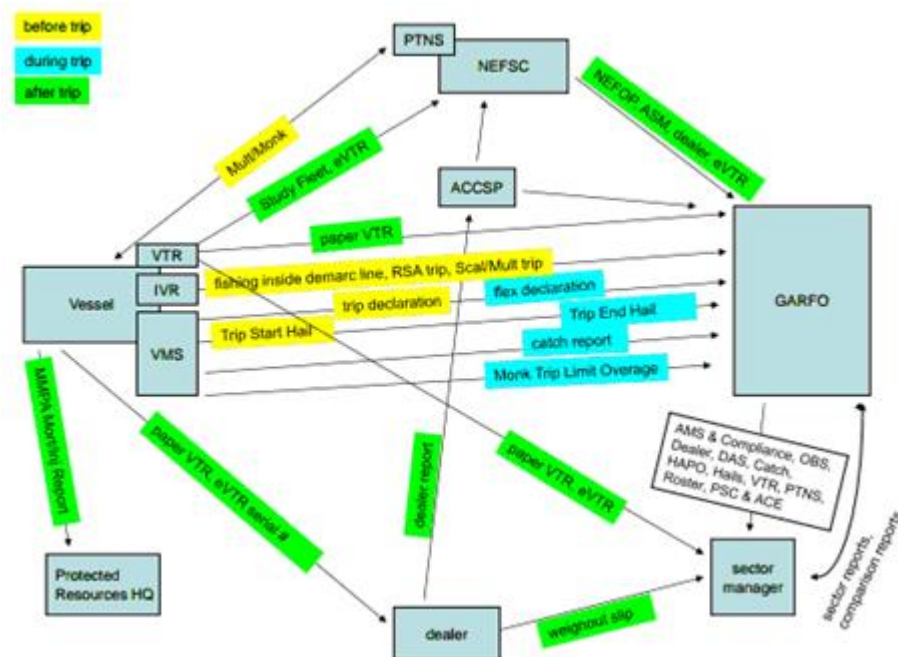 before trip
during trip
after trip
PTNS
NEFSC
Mult/Monk
Study Fleet, eVTR
NEFOP, ASM, dealer, eVTR
ACCSP
paper VTR
VTR
IVR
VMS
Vessel
fishing inside demarc line, RSA trip, Scal/Mult trip
trip declaration
flex declaration
Trip Start Hail
Trip End Hail
catch report
Monk Trip Limit Overage
GARFO
MMPA Mort/Inj Report
paper VTR, eVTR serial #
dealer report
paper VTR, eVTR
AMS & Compliance, OBS,
Dealer, DAS, Catch,
HAPO, Hails, VTR, PTNS,
Roster, PSC & ACE
sector reports,
comparison reports
Protected
Resources HQ
dealer
weighout slip
sector
manager